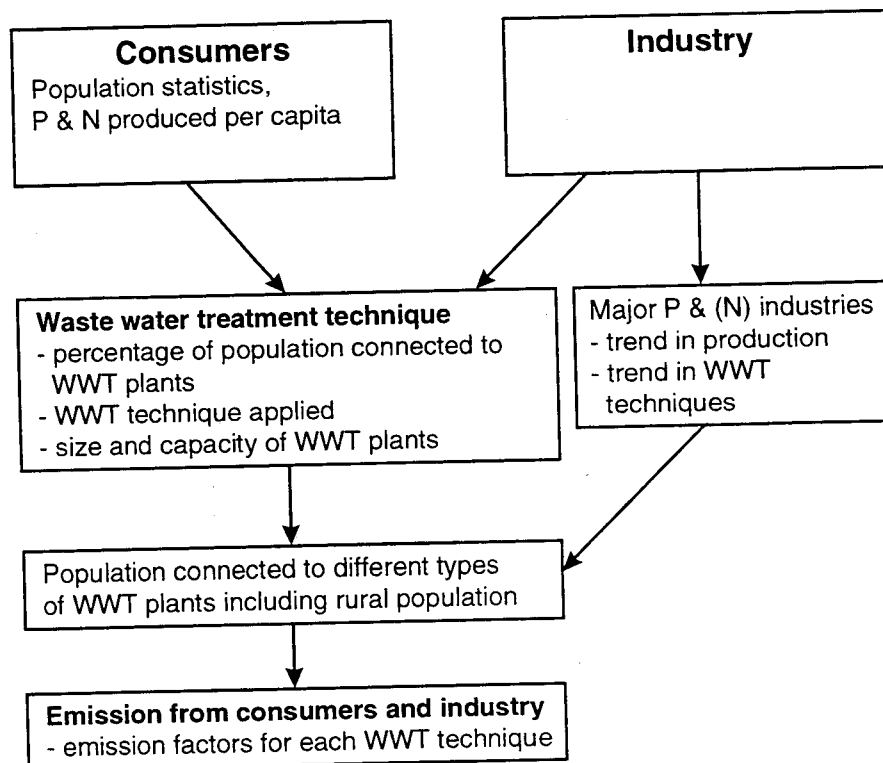 Consumers
Population statistics,
P & N produced per capita
Industry
Waste water treatment technique
- percentage of population connected to
WWT plants
- WWT technique applied
- size and capacity of WWT plants
Major P & (N) industries
- trend in production
- trend in WWT
techniques
Population connected to different types
of WWT plants including rural population
Emission from consumers and industry
- emission factors for each WWT technique